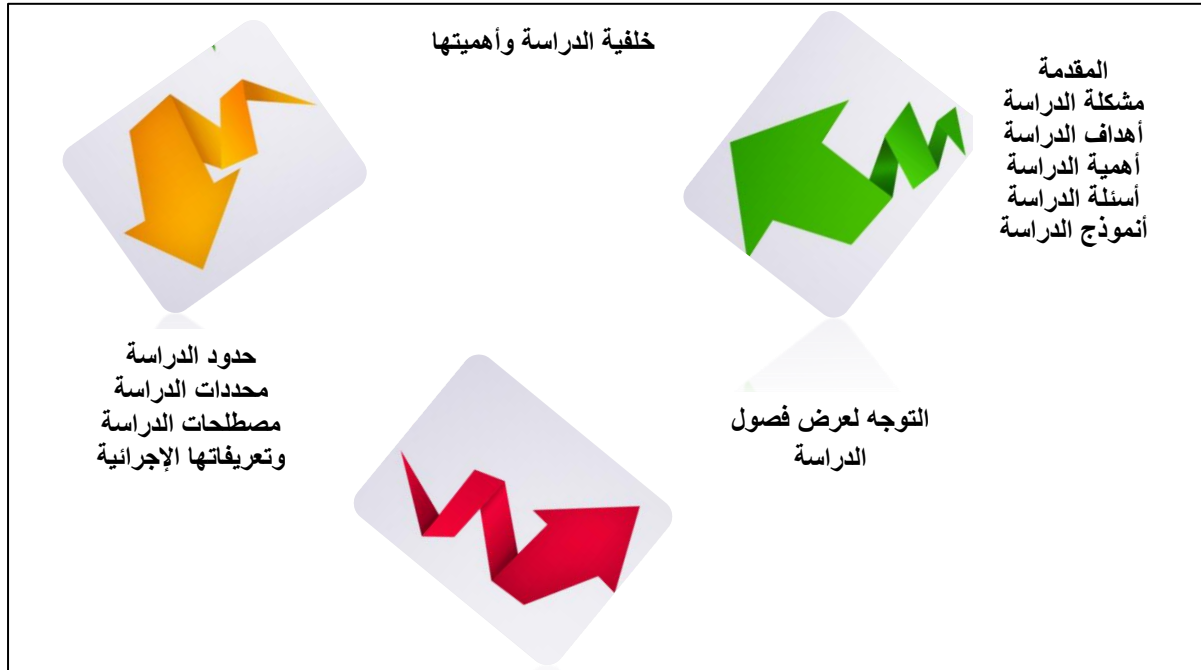 خلفية الدراسة وأهميتها
المقدمة
مشكلة الدراسة
أهداف الدراسة
أهمية الدراسة
أسئلة الدراسة
أنموذج الدراسة
حدود الدراسة
محددات الدراسة
مصطلحات الدراسة
وتعريفاتها الإجرائية
التوجه لعرض فصول
الدراسة